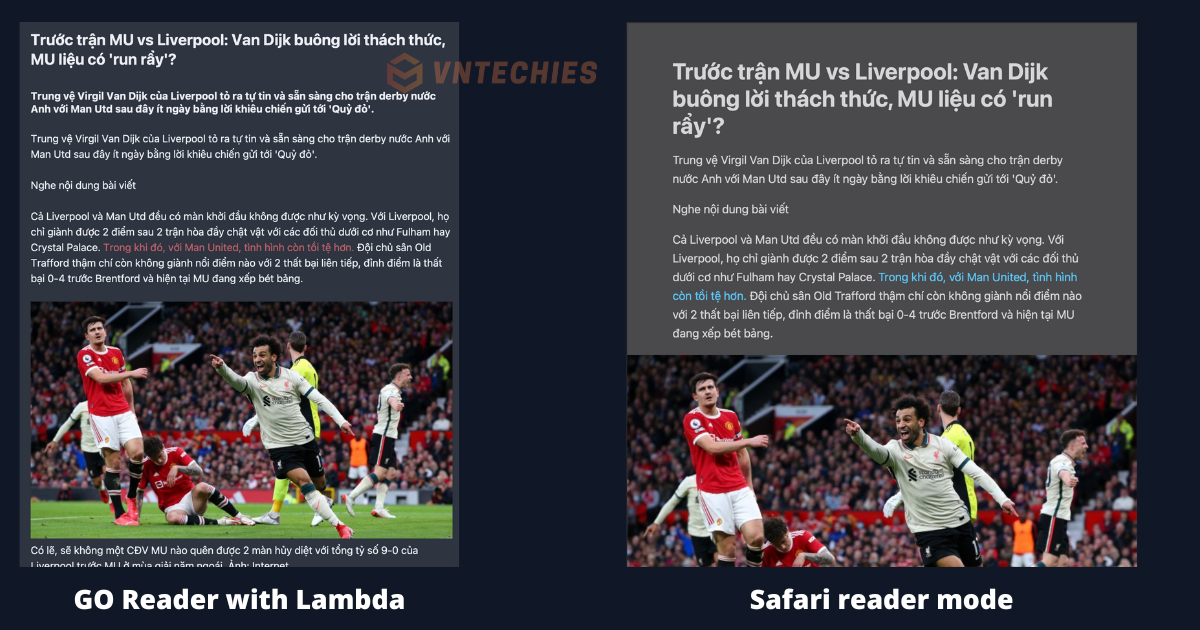 Trước trận MU vs Liverpool: Van Dijk buông lời thách thức,
MU liệu có 'run rẩy'?
Trung vệ Virgil Van Dijk của Liverpool tỏ ra tự tin và sẵn sàng cho trận derby nước
Anh với Man Utd sau đây ít ngày bằng lời khiêu chiến gửi tới 'Quỷ đỏ'.
Trung vệ Virgil Van Dijk của Liverpool tỏ ra tự tin và sẵn sàng cho trận derby nước Anh với
Man Utd sau đây ít ngày bằng lời khiêu chiến gửi tới 'Quỷ đỏ'.
Nghe nội dung bài viết
Cả Liverpool và Man Utd đều có màn khởi đầu không được như kỳ vọng. Với Liverpool, họ
chỉ giành được 2 điểm sau 2 trận hòa đầy chật vật với các đối thủ dưới cơ như Fulham hay
Crystal Palace. Trong khi đó, với Man United, tình hình còn tồi tệ hơn. Đội chủ sân Old
Trafford thậm chí còn không giành nổi điểm nào với 2 thất bại liên tiếp, đỉnh điểm là thất
bại 0-4 trước Brentford và hiện tại MU đang xếp bét bảng.
Có lẽ, sẽ không một CĐV MU nào quên được 2 màn hủy diệt với tổng tỷ số 9-0 của
Liverpool trước MU ở mùa giải năm ngoái. Ảnh: Internet
GO Reader with Lambda
VNTECHIES
Trước trận MU vs Liverpool: Van Dijk
buông lời thách thức, MU liệu có 'run
rẩy'?
Trung vệ Virgil Van Dijk của Liverpool tỏ ra tự tin và sẵn sàng cho trận derby
nước Anh với Man Utd sau đây ít ngày bằng lời khiêu chiến gửi tới 'Quỷ đỏ'.
Nghe nội dung bài viết
Cả Liverpool và Man Utd đều có màn khởi đầu không được như kỳ vọng. Với
Liverpool, họ chỉ giành được 2 điểm sau 2 trận hòa đầy chật vật với các đối thủ
dưới cơ như Fulham hay Crystal Palace. Trong khi đó, với Man United, tình hình
còn tồi tệ hơn. Đội chủ sân Old Trafford thậm chí còn không giành nổi điểm nào
với 2 thất bại liên tiếp, đỉnh điểm là thất bại 0-4 trước Brentford và hiện tại MU
đang xếp bét bảng.
Safari reader mode